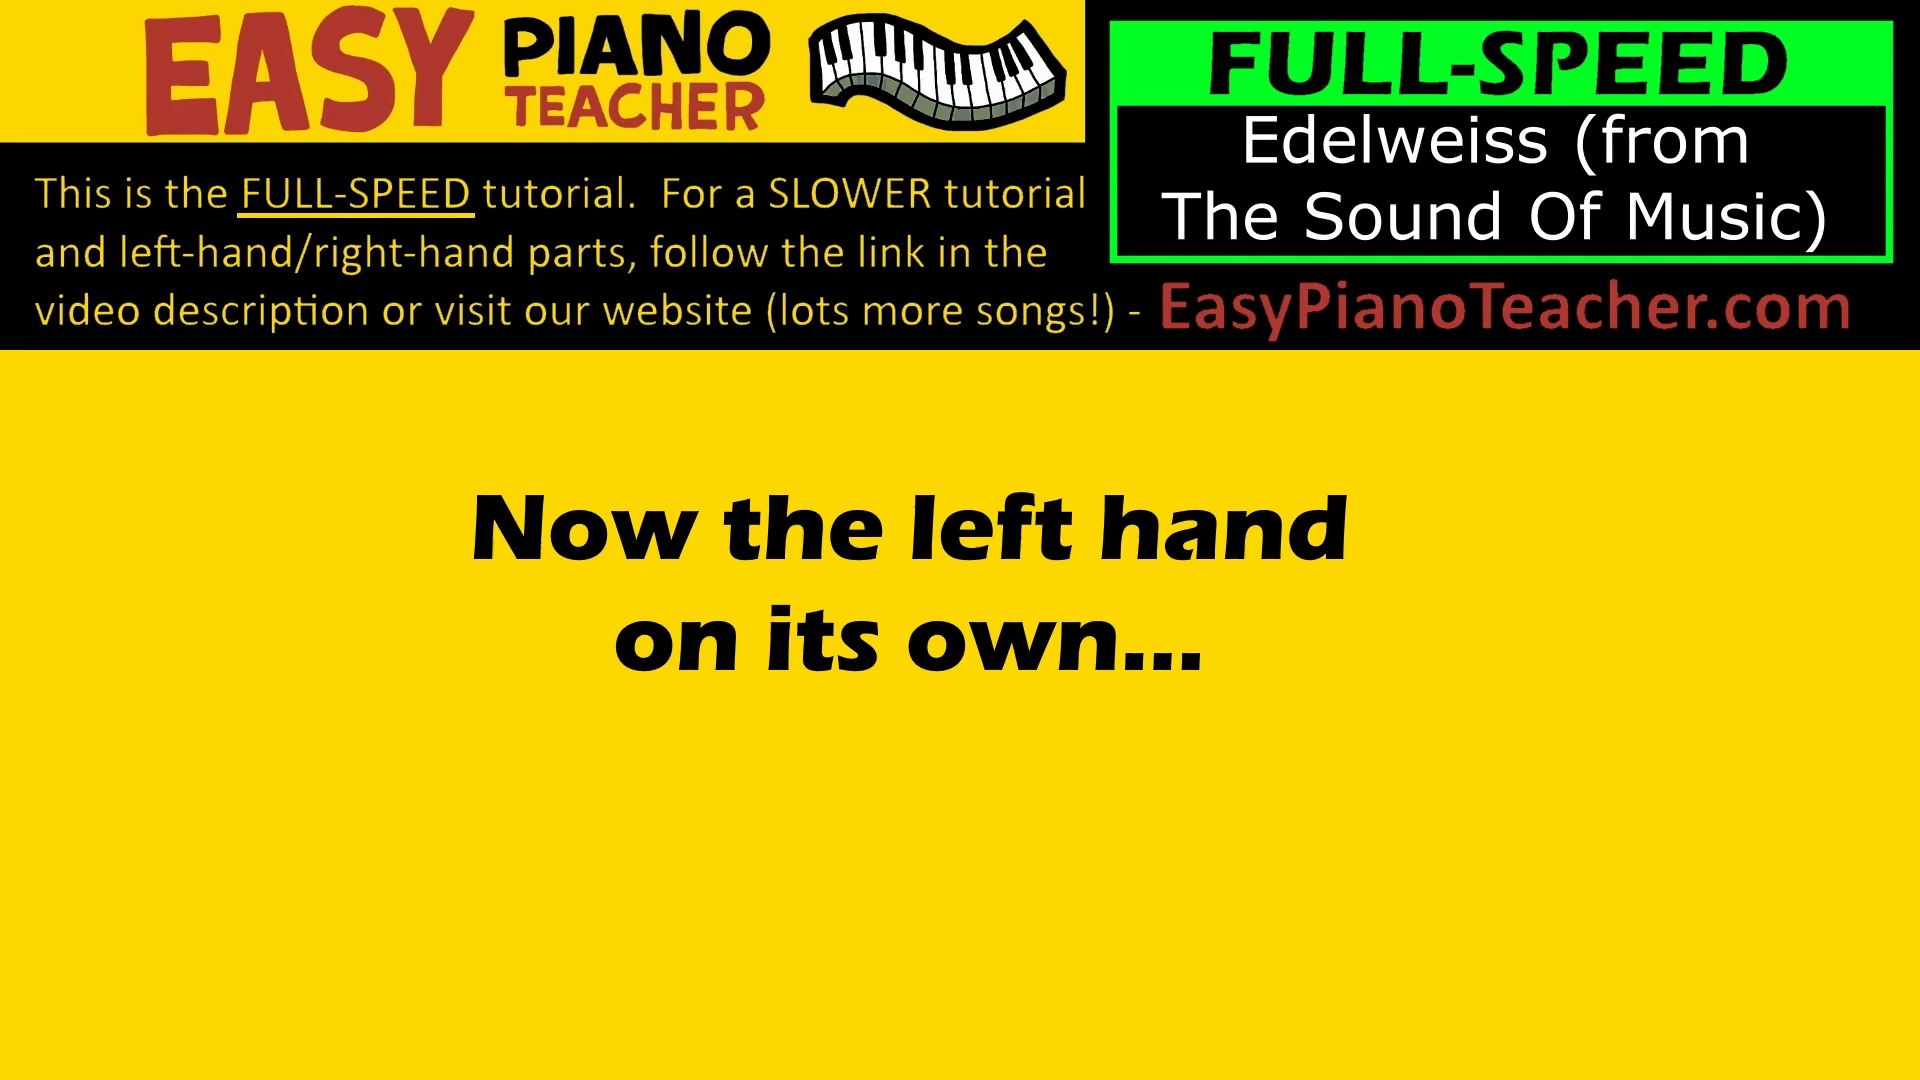 EASY PIANO TEACHER
FULL-SPEED
Edelweiss (from
The Sound Of Music)
This is the FULL-SPEED tutorial.  For a SLOWER tutorial
and left-hand/right-hand parts, follow the link in the
video description or visit our website (lots more songs!) - EasyPianoTeacher.com
Now the left hand
on its own...